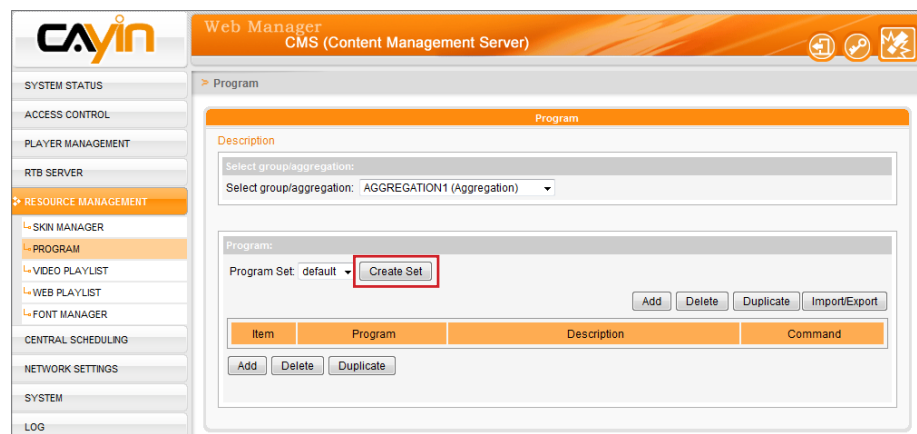 CAYIN
Web Manager
CMS (Content Management Server)
SYSTEM STATUS
ACCESS CONTROL
PLAYER MANAGEMENT
RTB SERVER
RESOURCE MANAGEMENT
SKIN MANAGER
PROGRAM
VIDEO PLAYLIST
WEB PLAYLIST
FONT MANAGER
CENTRAL SCHEDULING
NETWORK SETTINGS
SYSTEM
LOG
> Program
Program
Description
Select group/aggregation:
Select group/aggregation: AGGREGATION1 (Aggregation)
Program:
Program Set: default Create Set
Add Delete Duplicate Import/Export
Item Program Description Command
Add Delete Duplicate